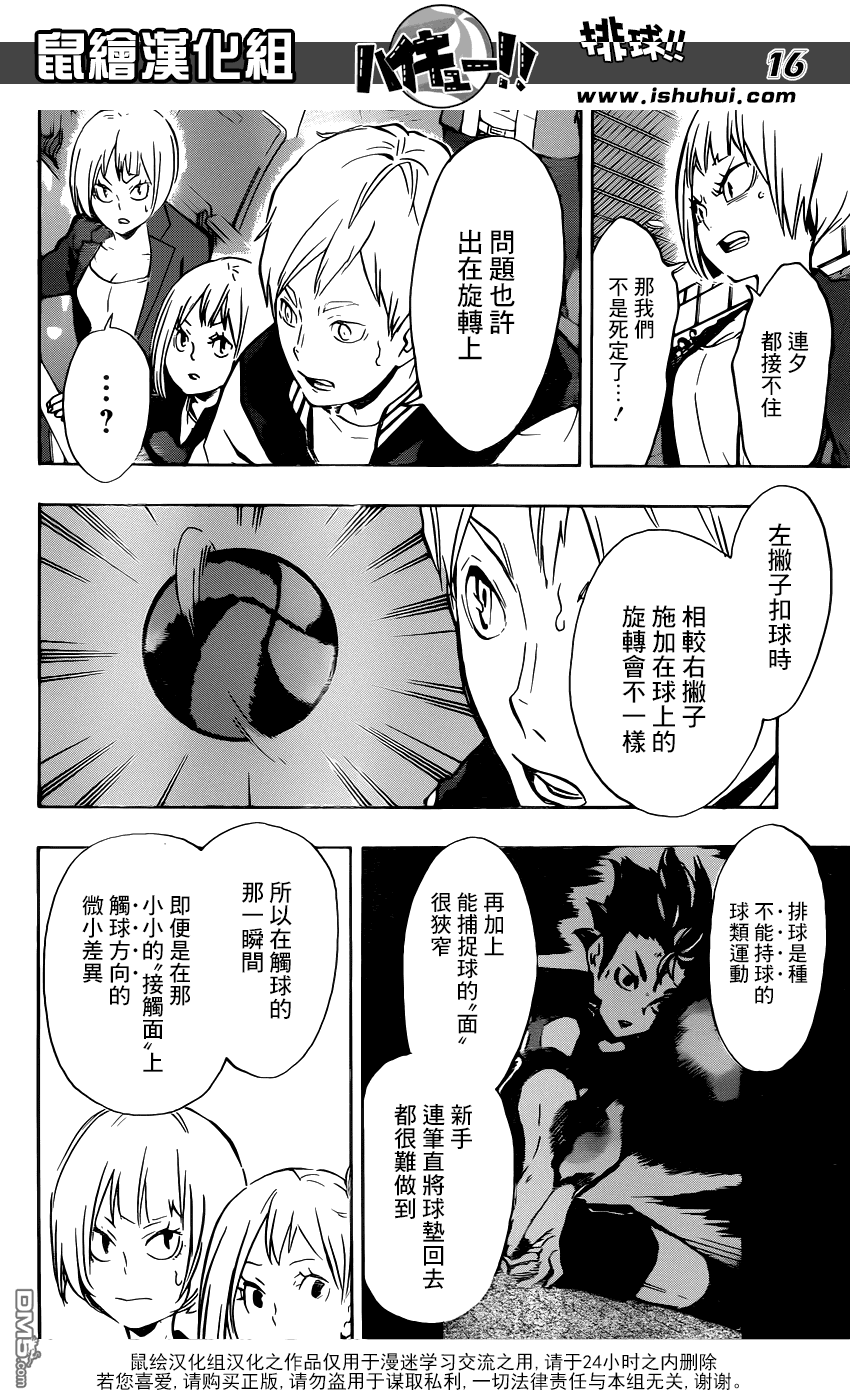 鼠繪漢化組
ハイキュー!!
排球!!
16
www.ishuhui.com
連夕
都接不住
那我們
不是死定了…!
問題也許
出在旋轉上
…?
左撇子扣球時
相較右撇子
施加在球上的
旋轉會不一樣
排球是種
不能持球的
球類運動
再加上
能捕捉球的“面”
很狹窄
新手
連筆直將球墊回去
都很難做到
所以在觸球的
那一瞬間
即便是在那
小小的“接觸面”上
觸球方向的
微小差異
DM5
鼠绘汉化组汉化之作品仅用于漫迷学习交流之用, 请于24小时之内删除
若您喜爱, 请购买正版, 请勿盗用于谋取私利, 一切法律责任与本组无关, 谢谢。